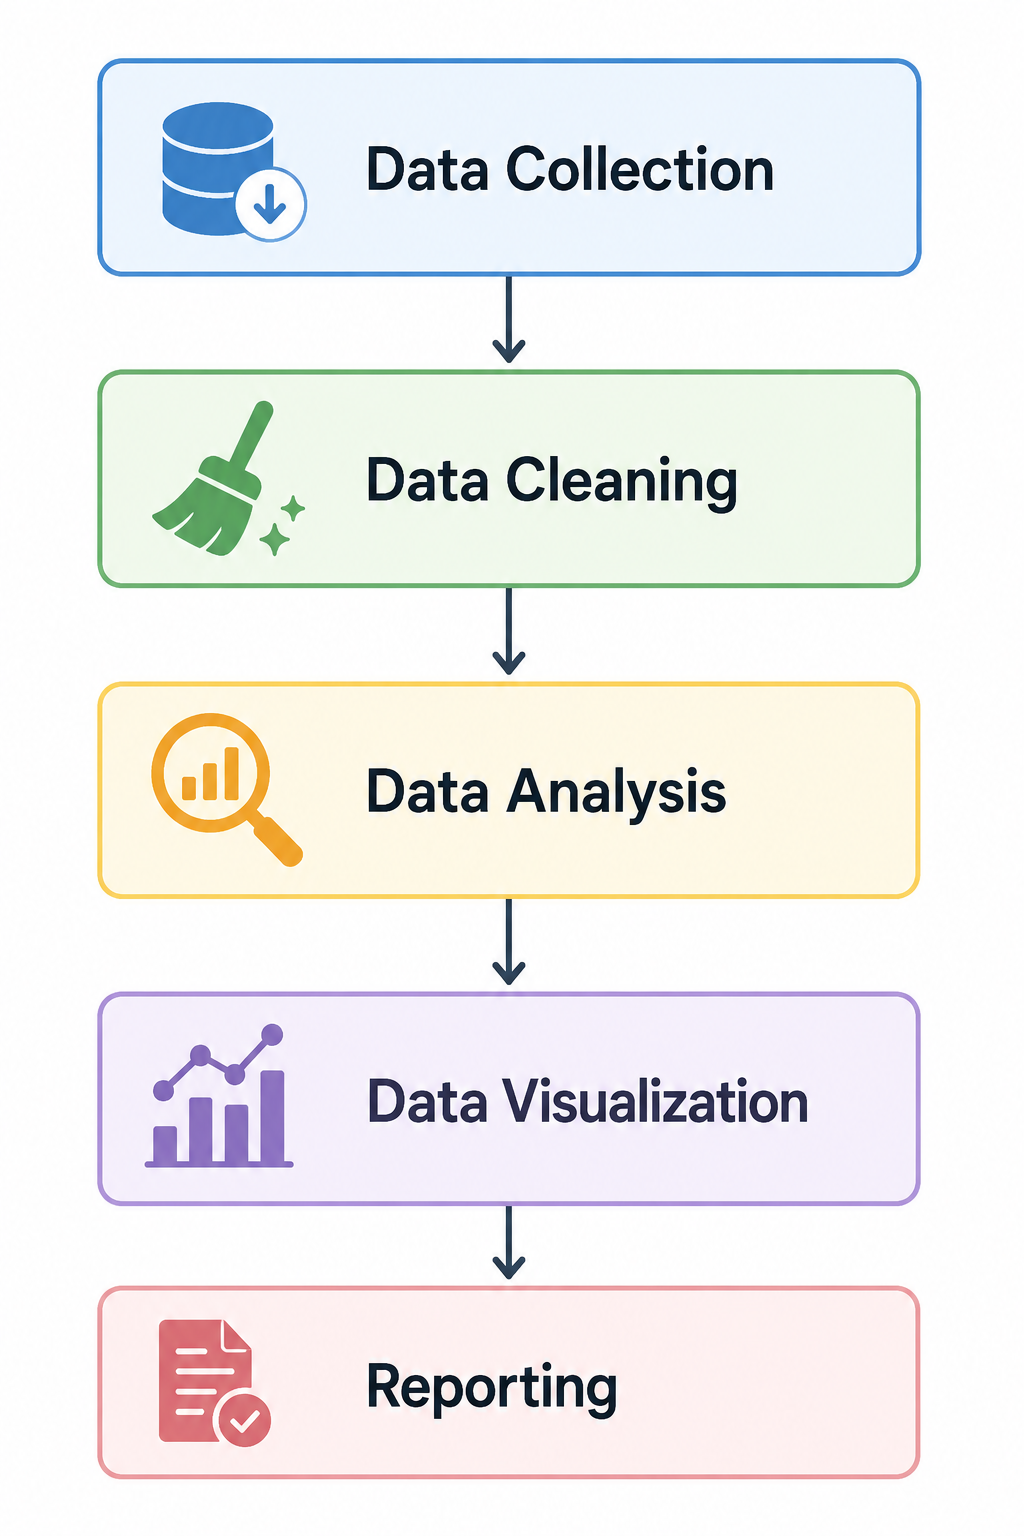 Data Collection
Data Cleaning
Data Analysis
Data Visualization
Reporting